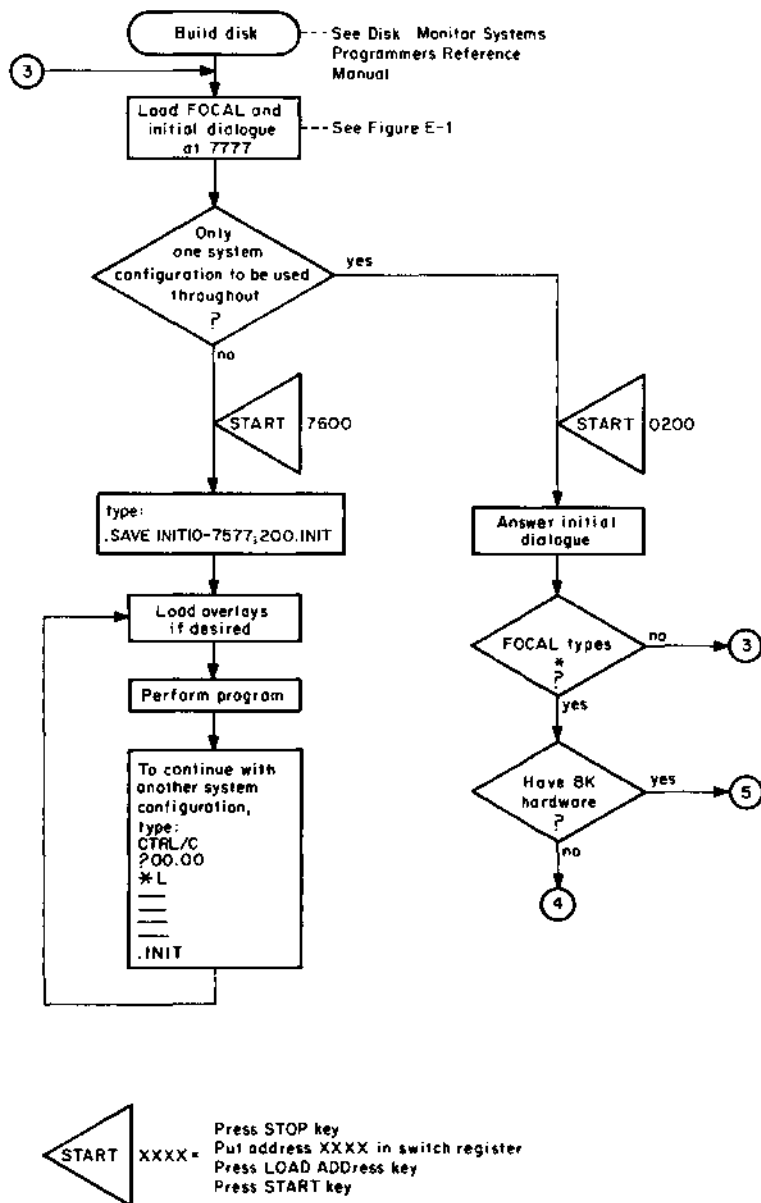 Build disk
---See Disk Monitor Systems
Programmers Reference
Manual
3
Load FOCAL and
initial dialogue
at 7777
---See Figure E-1
Only
one system
configuration to be used
throughout
?
yes
no
START 7600
START 0200
type:
.SAVE INIT!0-7577;200.INIT
Answer initial
dialogue
Load overlays
if desired
FOCAL types
*
?
no
3
yes
Perform program
To continue with
another system
configuration,
type:
CTRL/C
?00.00
*L
.INIT
Have 8K
hardware
?
yes
5
no
4
START XXXX=
Press STOP key
Put address XXXX in switch register
Press LOAD ADDress key
Press START key